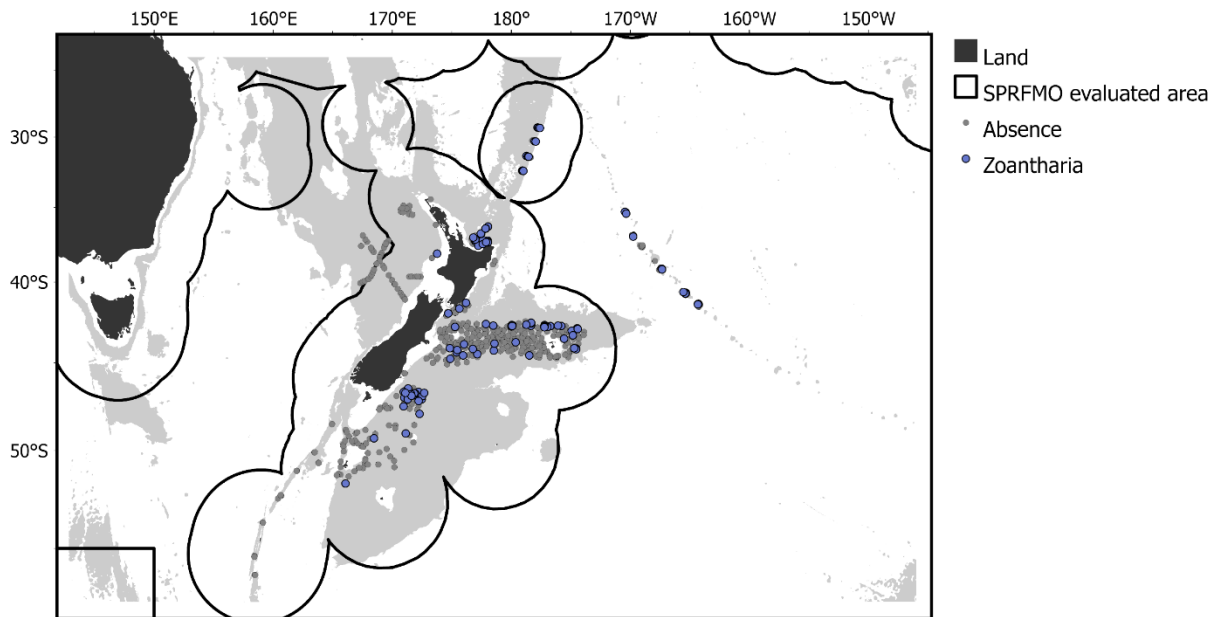 150°E 160°E 170°E 180° 170°W 160°W 150°W
30°S
40°S
50°S
Land
SPRFMO evaluated area
Absence
Zoantharia